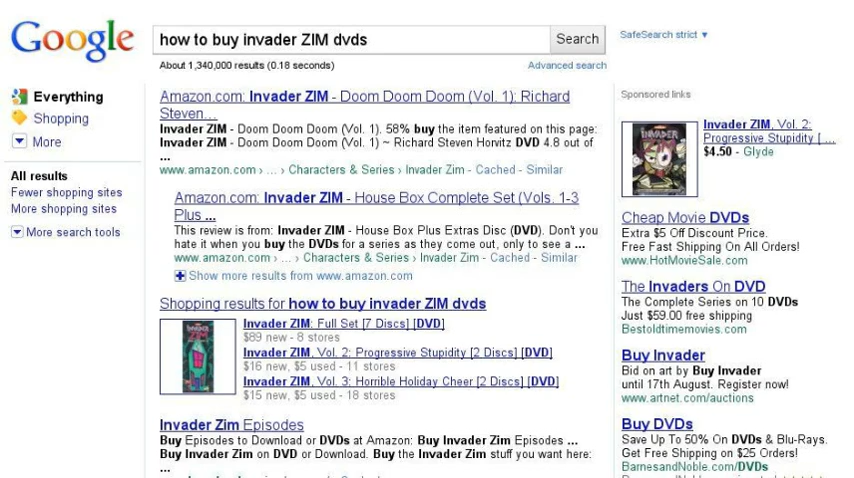 Google
how to buy invader ZIM dvds
Search
SafeSearch strict ▼
About 1,340,000 results (0.18 seconds)
Advanced search
Everything
Shopping
More
All results
Fewer shopping sites
More shopping sites
More search tools
Amazon.com: Invader ZIM - Doom Doom Doom (Vol. 1): Richard
Steven...
Invader ZIM - Doom Doom Doom (Vol. 1). 58% buy the item featured on this page:
Invader ZIM - Doom Doom Doom (Vol. 1) ~ Richard Steven Horvitz DVD 4.8 out of
...
www.amazon.com › ... › Characters & Series › Invader Zim - Cached - Similar
Amazon.com: Invader ZIM - House Box Complete Set (Vols. 1-3
Plus ...
This review is from: Invader ZIM - House Box Plus Extras Disc (DVD). Don't you
hate it when you buy the DVDs for a series as they come out, only to see a ...
www.amazon.com › ... › Characters & Series › Invader Zim - Cached - Similar
Show more results from www.amazon.com
Shopping results for how to buy invader ZIM dvds
Invader ZIM: Full Set [7 Discs] [DVD]
$89 new - 8 stores
Invader ZIM, Vol. 2: Progressive Stupidity [2 Discs] [DVD]
$16 new, $5 used - 11 stores
Invader ZIM, Vol. 3: Horrible Holiday Cheer [2 Discs] [DVD]
$15 new, $5 used - 18 stores
Invader Zim Episodes
Buy Episodes to Download or DVDs at Amazon: Buy Invader Zim Episodes ...
Buy Invader Zim on DVD or Download. Buy the Invader Zim stuff you want here:
...
Sponsored links
Invader ZIM, Vol. 2:
Progressive Stupidity [ ...
$4.50 - Glyde
Cheap Movie DVDs
Extra $5 Off Discount Price.
Free Fast Shipping On All Orders!
www.HotMovieSale.com
The Invaders On DVD
The Complete Series on 10 DVDs
Just $59.00 free shipping
Bestoldtimemovies.com
Buy Invader
Bid on art by Buy Invader
until 17th August. Register now!
www.artnet.com/auctions
Buy DVDs
Save Up To 50% On DVDs & Blu-Rays.
Get Free Shipping on $25 Orders!
BarnesandNoble.com/DVDs